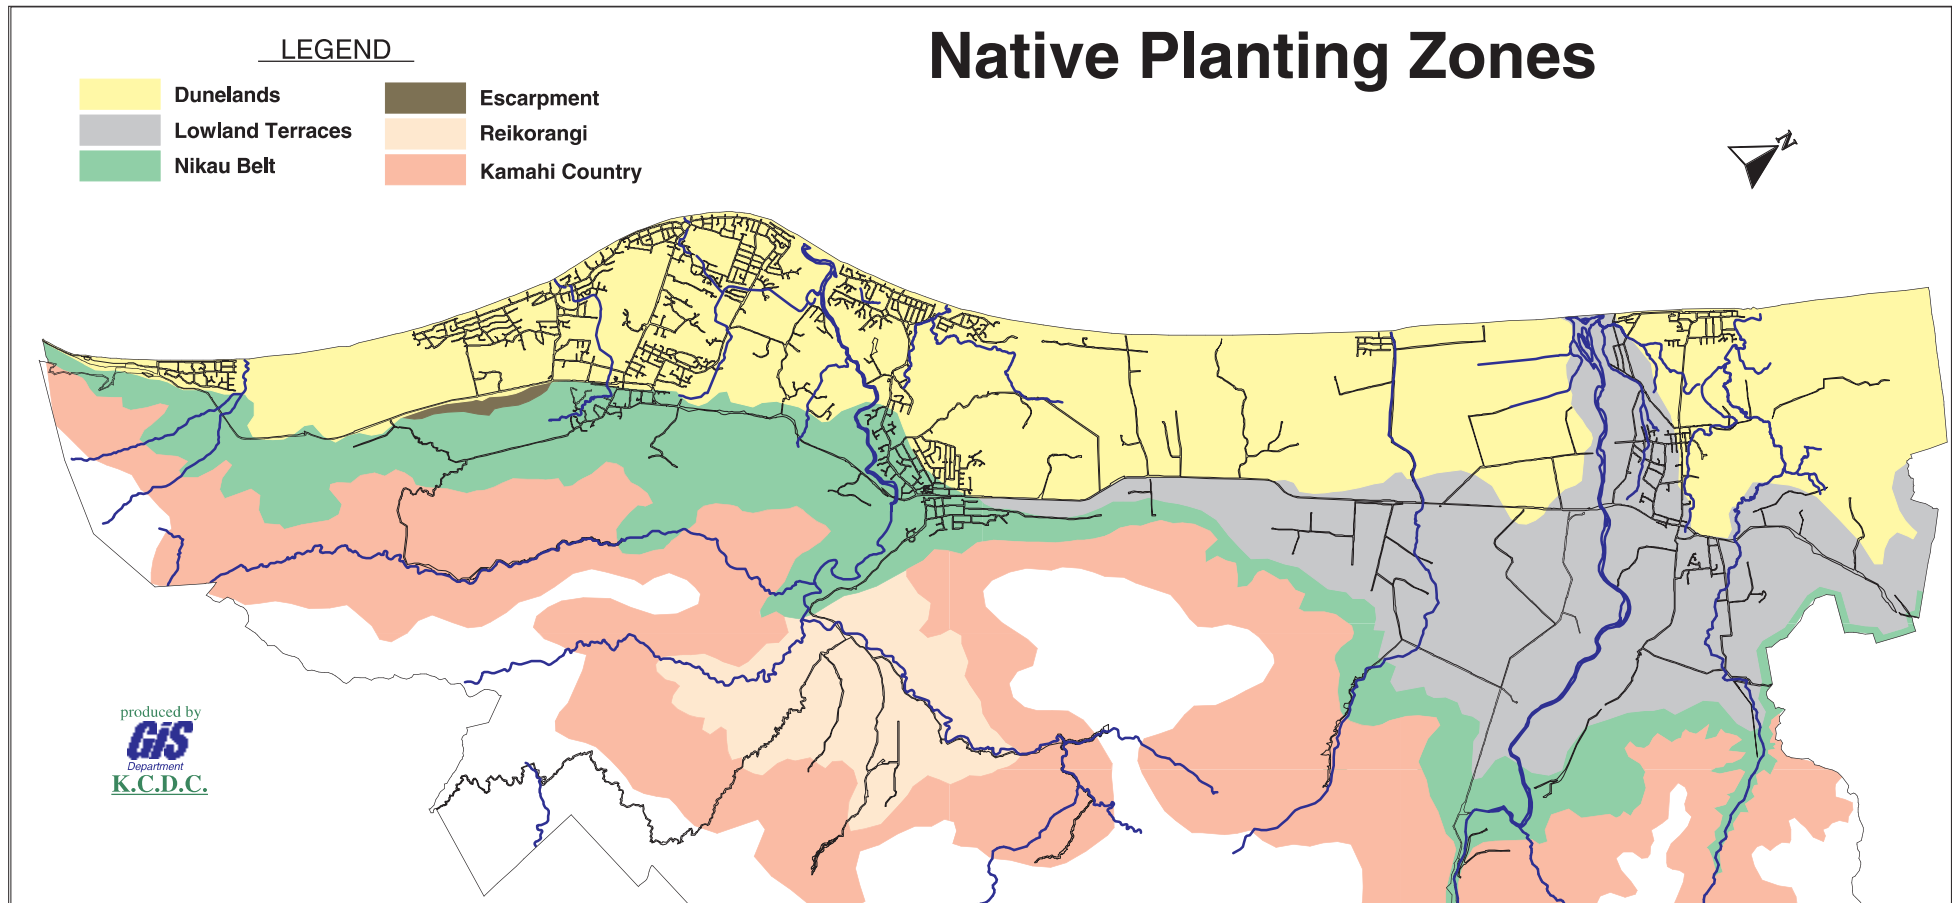 Native Planting Zones
LEGEND
Dunelands
Lowland Terraces
Nikau Belt
Escarpment
Reikorangi
Kamahi Country
N
produced by
GIS
Department
K.C.D.C.